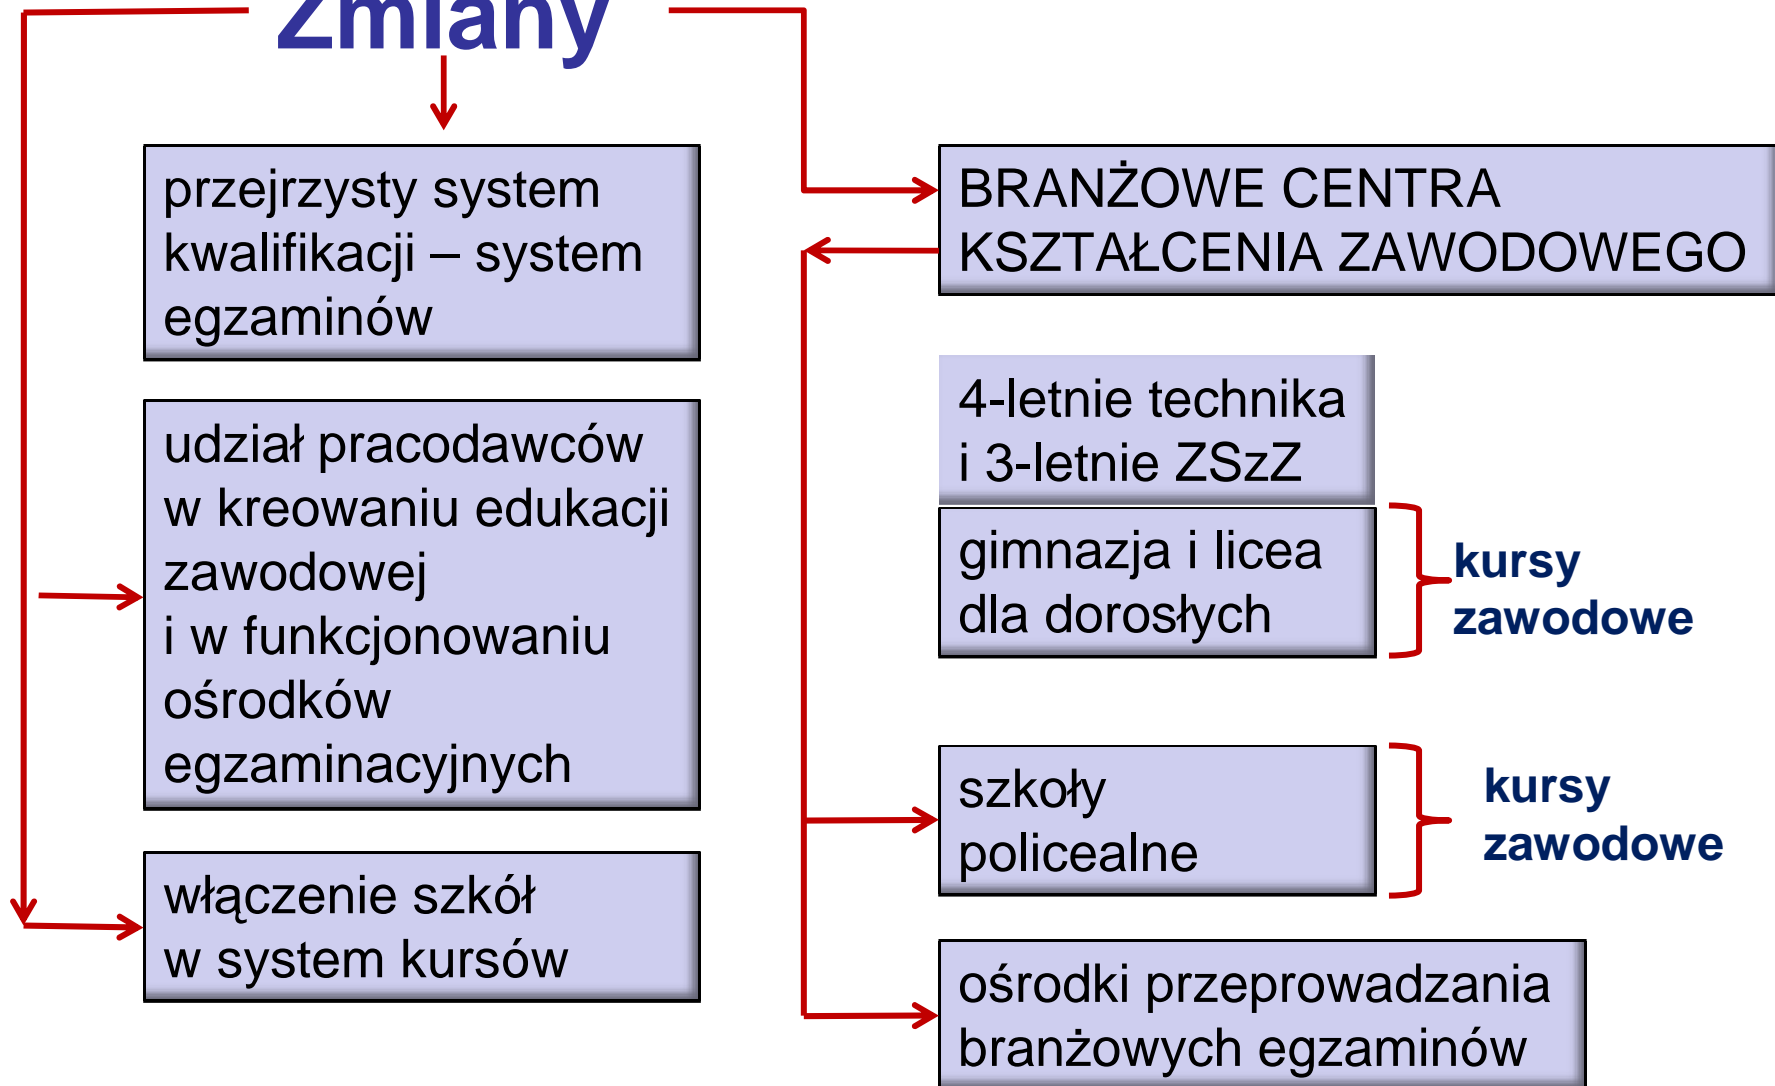 Zmiany
przejrzysty system
kwalifikacji – system
egzaminów
udział pracodawców
w kreowaniu edukacji
zawodowej
i w funkcjonowaniu
ośrodków
egzaminacyjnych
włączenie szkół
w system kursów
BRANŻOWE CENTRA
KSZTAŁCENIA ZAWODOWEGO
4-letnie technika
i 3-letnie ZSzZ
gimnazja i licea
dla dorosłych
kursy
zawodowe
szkoły
policealne
kursy
zawodowe
ośrodki przeprowadzania
branżowych egzaminów